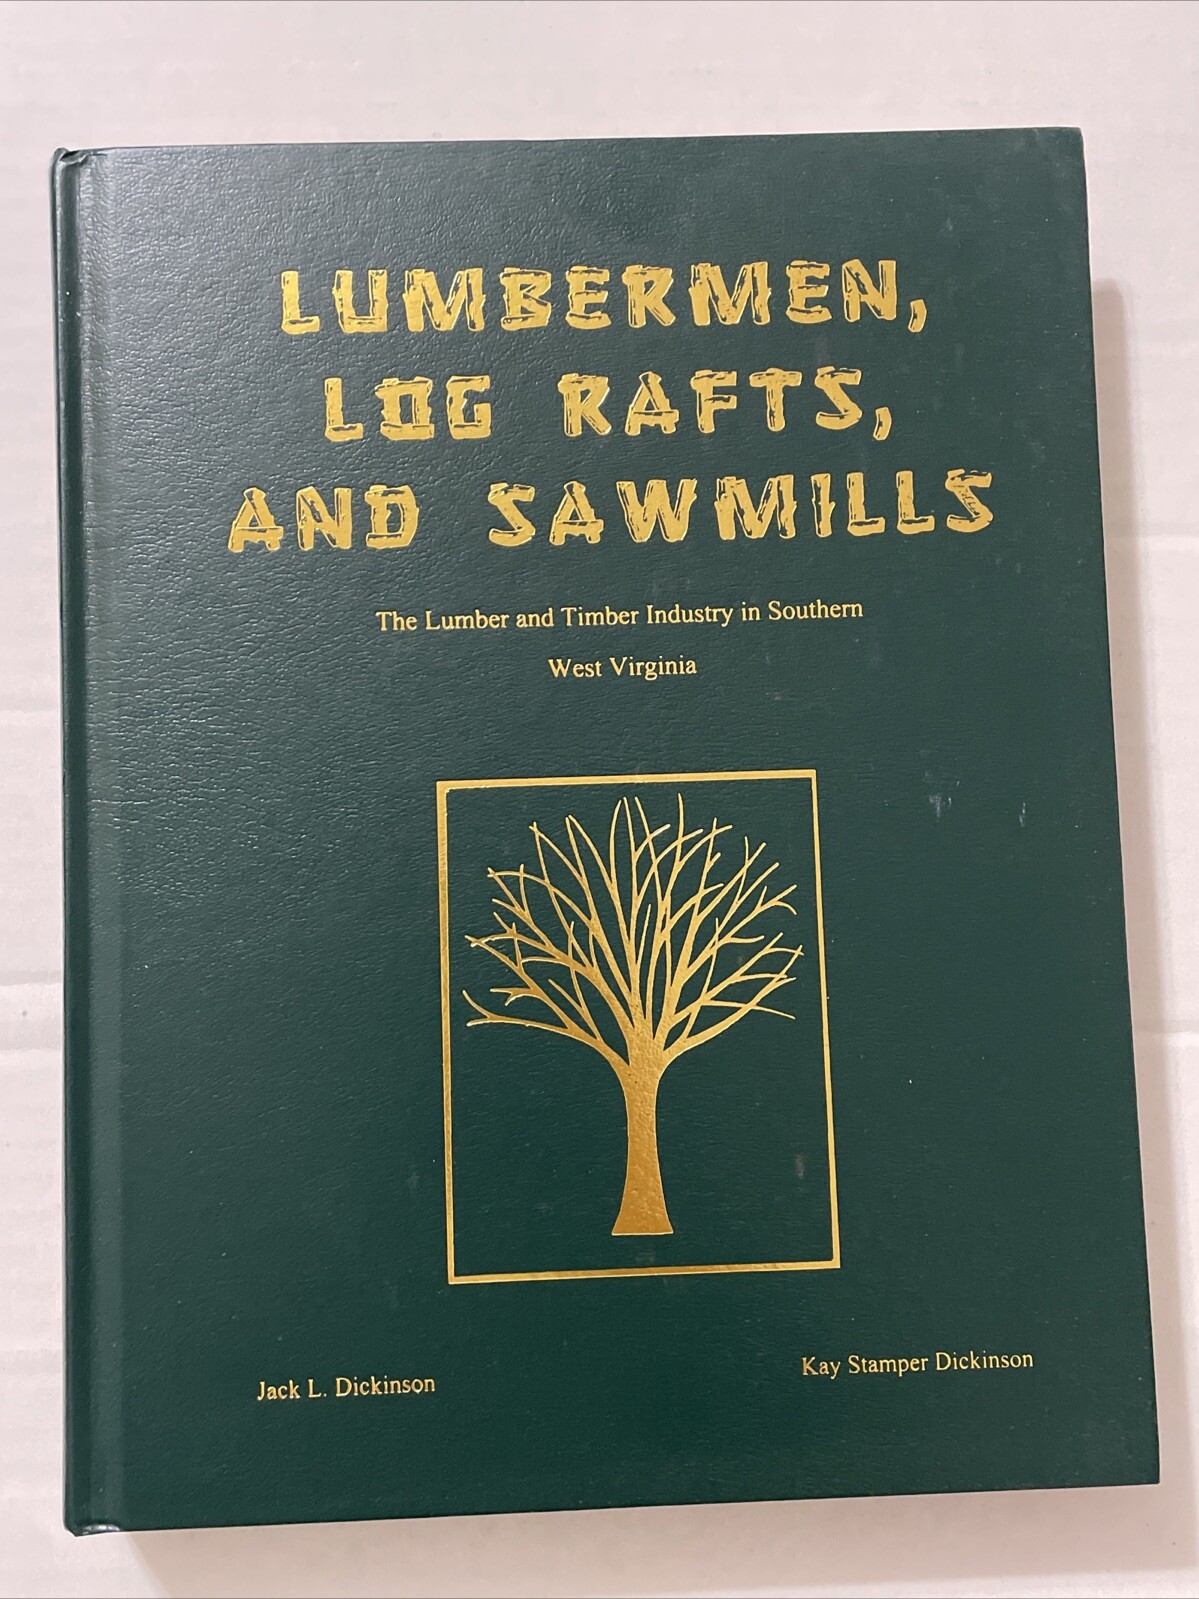 LUMBERMEN,
LOG RAFTS,
AND SAWMILLS
The Lumber and Timber Industry in Southern
West Virginia
Jack L. Dickinson
Kay Stamper Dickinson